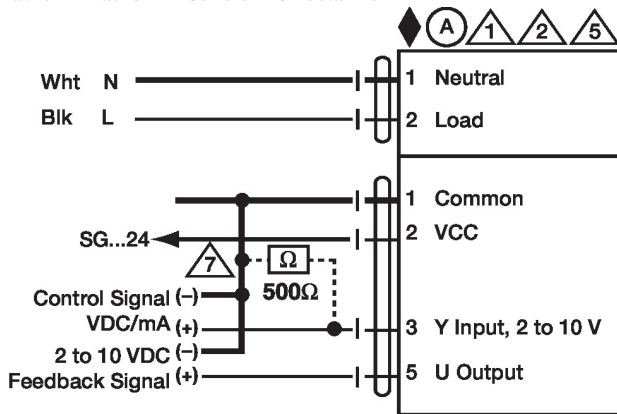 A 1 2 5
Wht N 1 Neutral
Blk L 2 Load
1 Common
SG...24 2 VCC
7 Ω
500Ω
Control Signal (-)
VDC/mA (+) 3 Y Input, 2 to 10 V
2 to 10 VDC (-)
Feedback Signal (+) 5 U Output